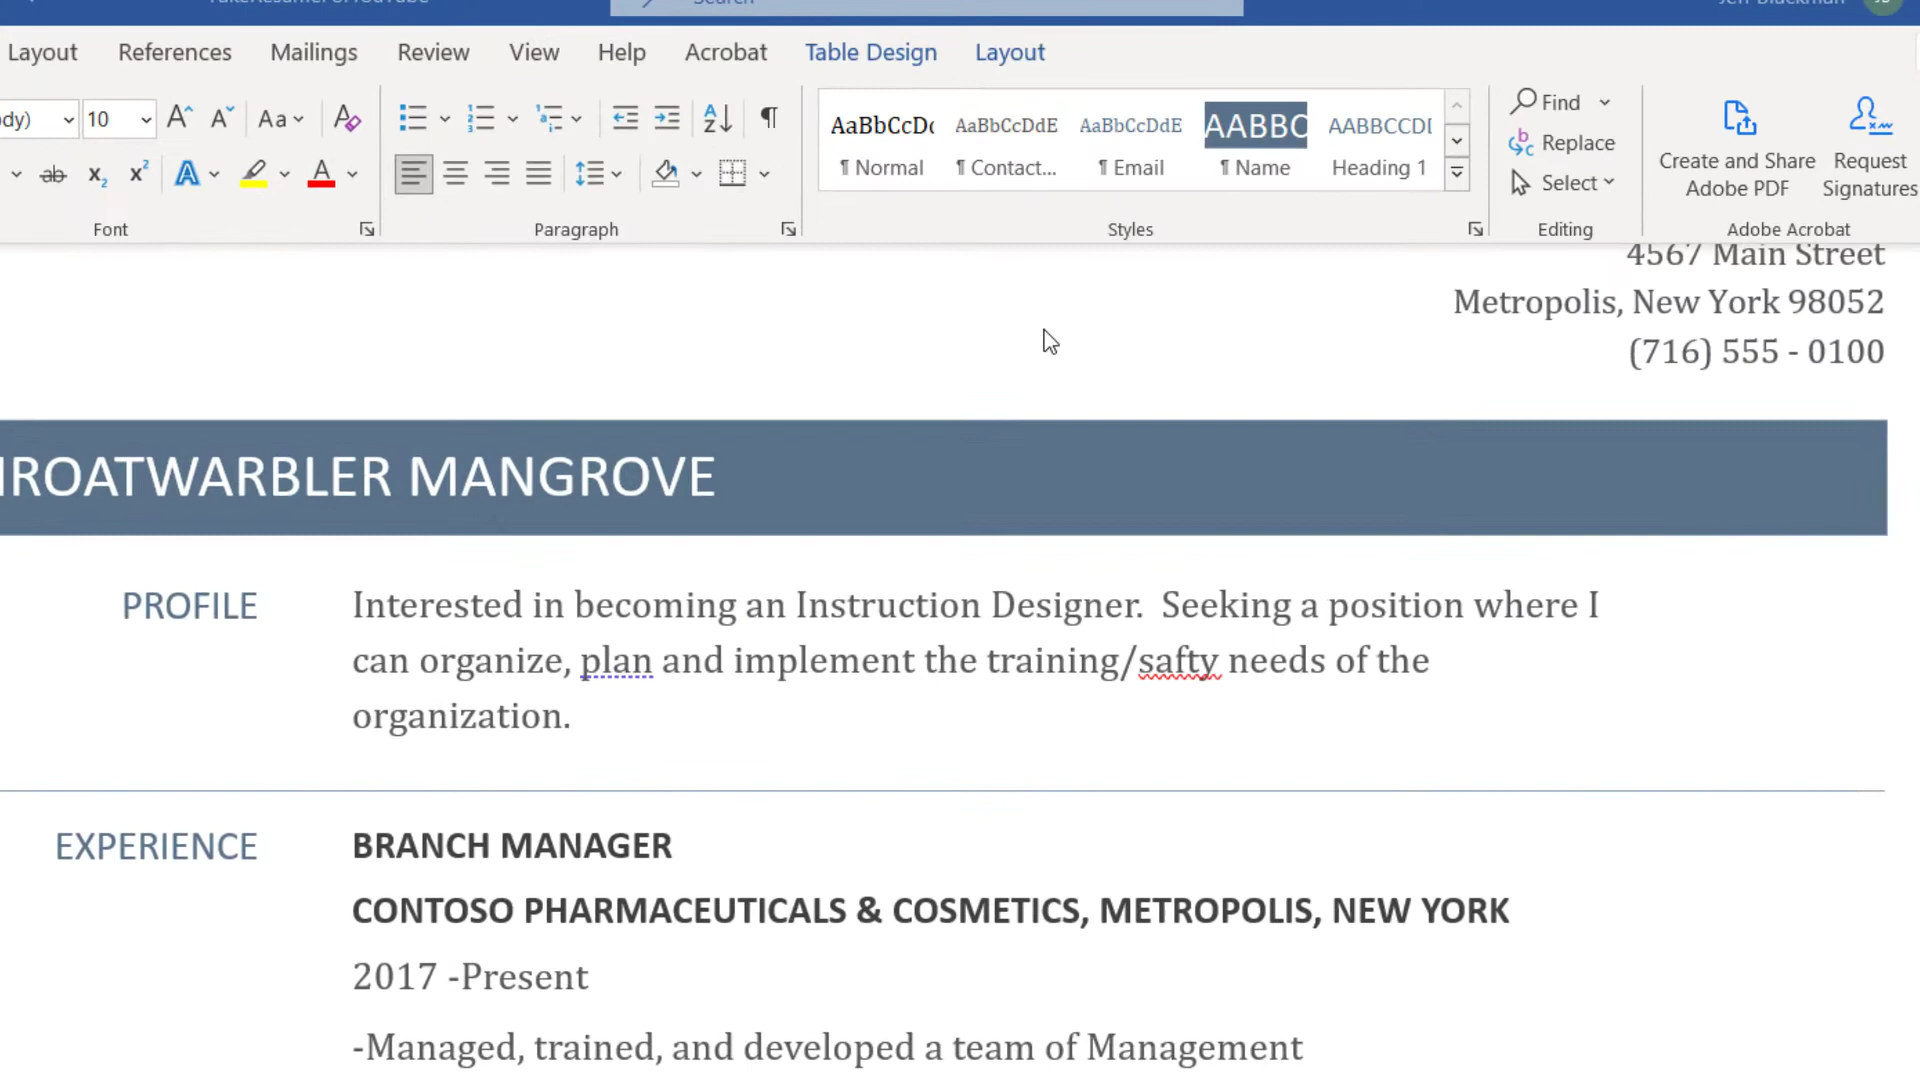 Search
Layout References Mailings Review View Help Acrobat Table Design Layout
10 Aa
Find
AaBbCcDc AaBbCcDdE AaBbCcDdE AABBC AABBCCDI
Replace
¶ Normal ¶ Contact... ¶ Email ¶ Name Heading 1
Select
Create and Share
Adobe PDF
Request
Signatures
Font Paragraph Styles Editing Adobe Acrobat
4567 Main Street
Metropolis, New York 98052
(716) 555 - 0100
HROATWARBLER MANGROVE
PROFILE
Interested in becoming an Instruction Designer. Seeking a position where I
can organize, plan and implement the training/safty needs of the
organization.
EXPERIENCE
BRANCH MANAGER
CONTOSO PHARMACEUTICALS & COSMETICS, METROPOLIS, NEW YORK
2017 -Present
-Managed, trained, and developed a team of Management